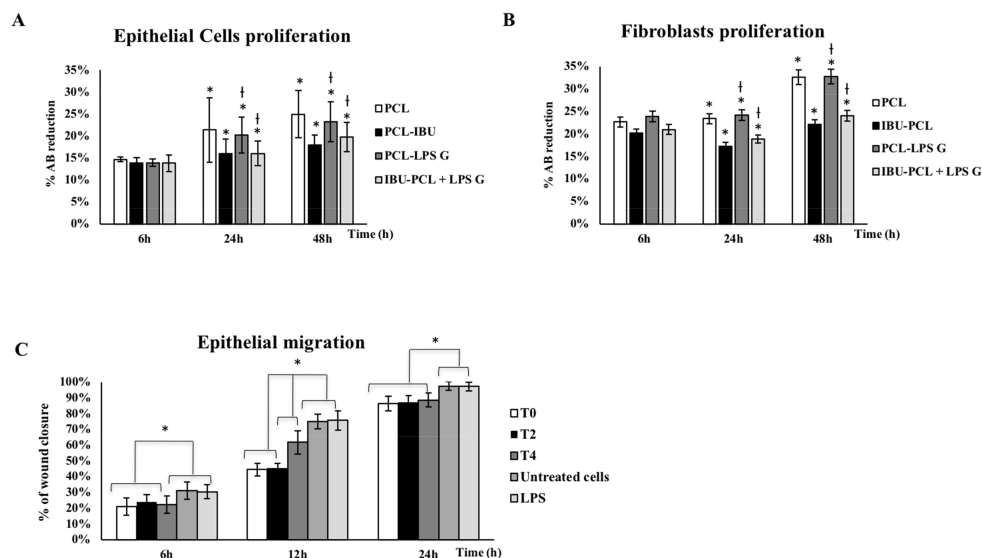 A
Epithelial Cells proliferation
35%
30%
25%
20%
15%
10%
5%
0%
% AB reduction
* * ƚ * ƚ *
* * ƚ * ƚ *
6h 24h 48h Time (h)
PCL
PCL-IBU
PCL-LPS G
IBU-PCL + LPS G
B
Fibroblasts proliferation
35%
30%
25%
20%
15%
10%
5%
0%
% AB reduction
* * ƚ * ƚ *
* * ƚ * ƚ *
6h 24h 48h Time (h)
PCL
IBU-PCL
PCL-LPS G
IBU-PCL + LPS G
C
Epithelial migration
100%
90%
80%
70%
60%
50%
40%
30%
20%
10%
0%
% of wound closure
* * *
6h 12h 24h Time (h)
T0
T2
T4
Untreated cells
LPS